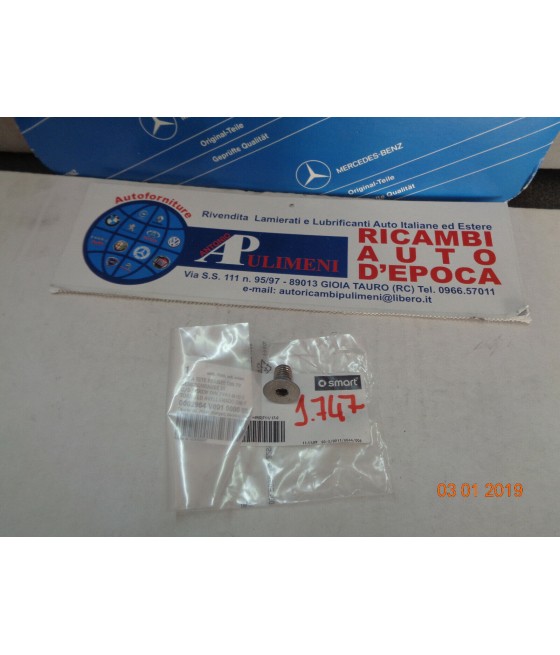 Original-Teile
Geprüfte Qualität
MERCEDES-BENZ
Original-Teile
Qualität
Autoforniture
Rivendita Lamierati e Lubrificanti Auto Italiane ed Estere
ANTONIO
PULIMENI
RICAMBI
AUTO
D'EPOCA
Via S.S. 111 n. 95/97 - 89013 GIOIA TAURO (RC) Tel. 0966.57011
e-mail: autoricambipulimeni@libero.it
smart
J.747
03 01 2019